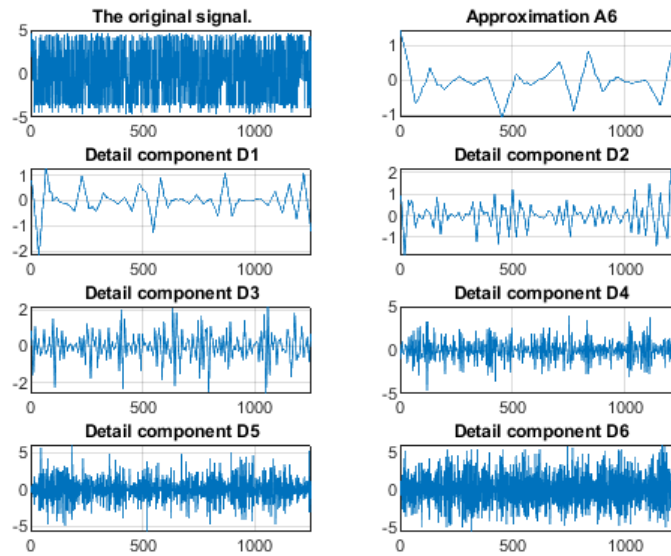 The original signal.
5
0
-5
0 500 1000
Approximation A6
1
0
-1
0 500 1000
Detail component D1
1
0
-1
-2
0 500 1000
Detail component D2
2
1
0
-1
0 500 1000
Detail component D3
2
0
-2
0 500 1000
Detail component D4
5
0
-5
0 500 1000
Detail component D5
5
0
-5
0 500 1000
Detail component D6
5
0
-5
0 500 1000